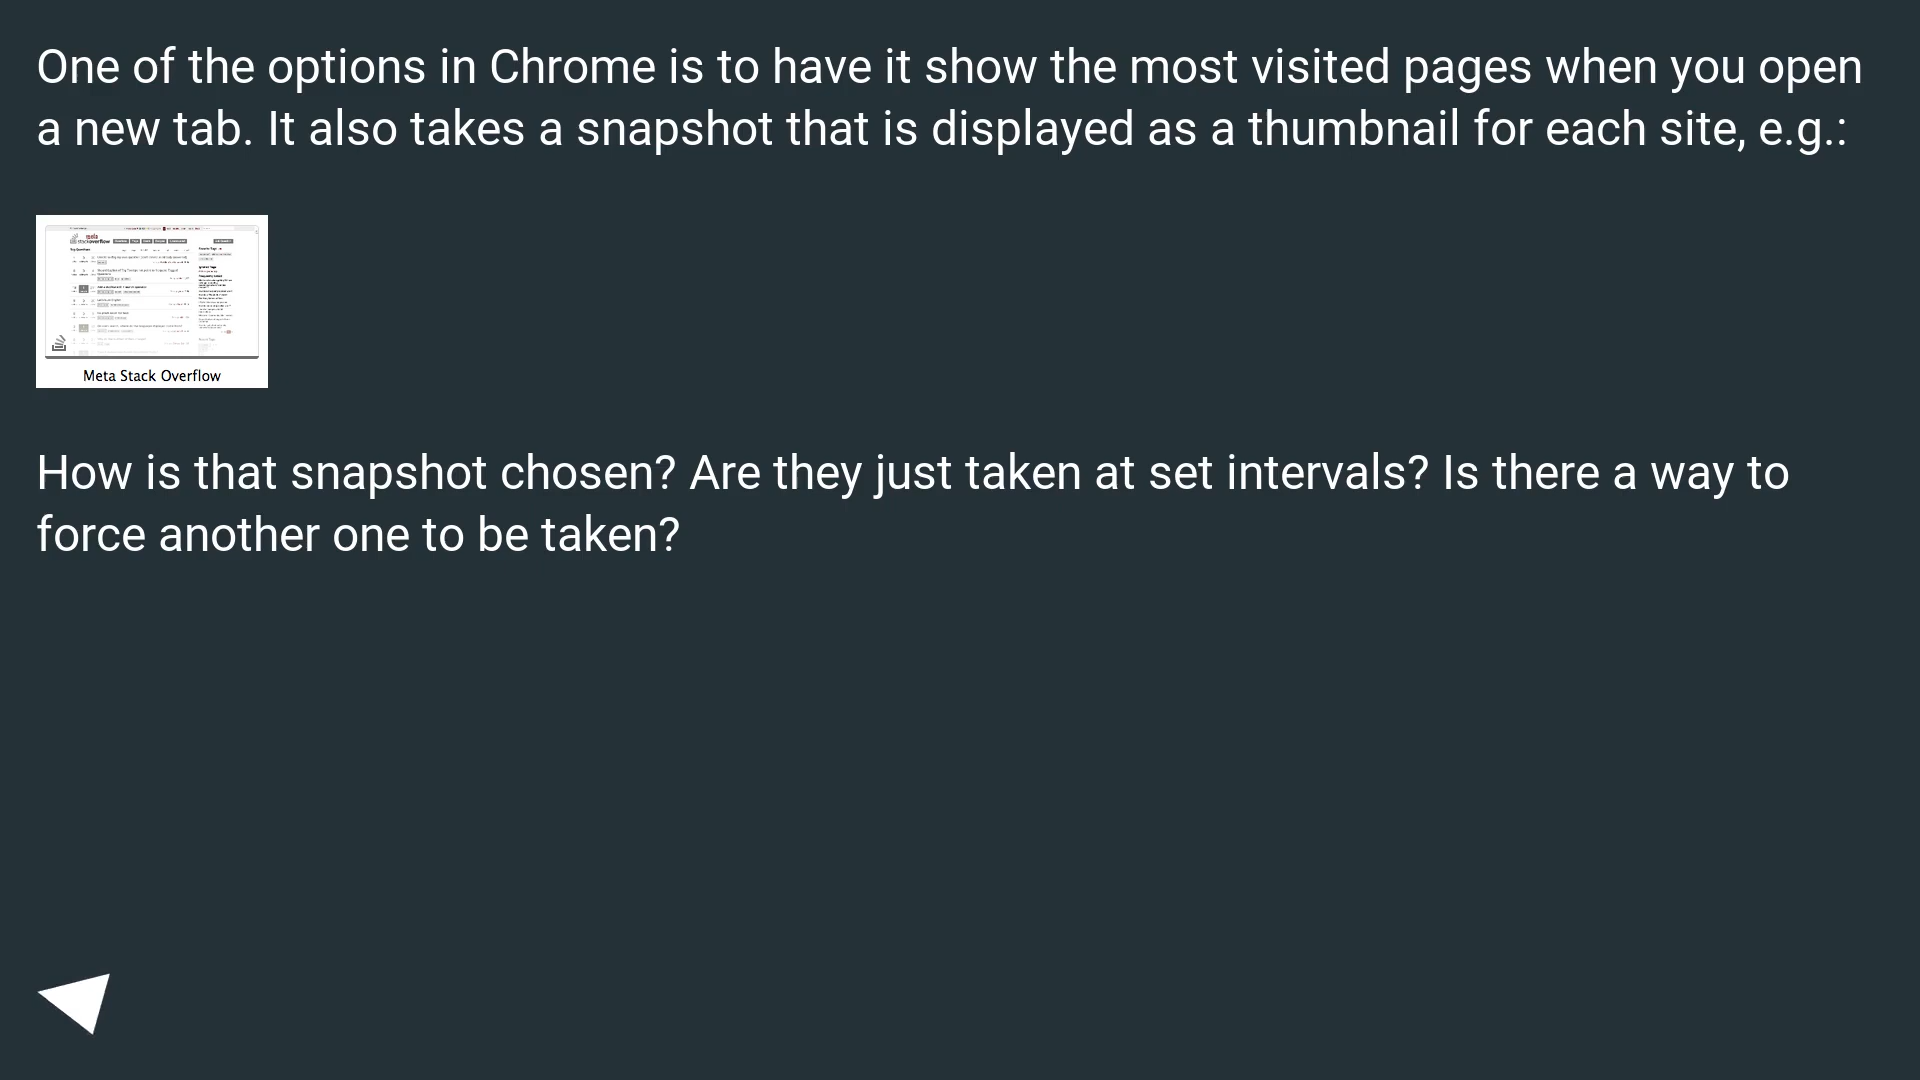 One of the options in Chrome is to have it show the most visited pages when you open
a new tab. It also takes a snapshot that is displayed as a thumbnail for each site, e.g.:
meta
stackoverflow
Meta Stack Overflow
How is that snapshot chosen? Are they just taken at set intervals? Is there a way to
force another one to be taken?